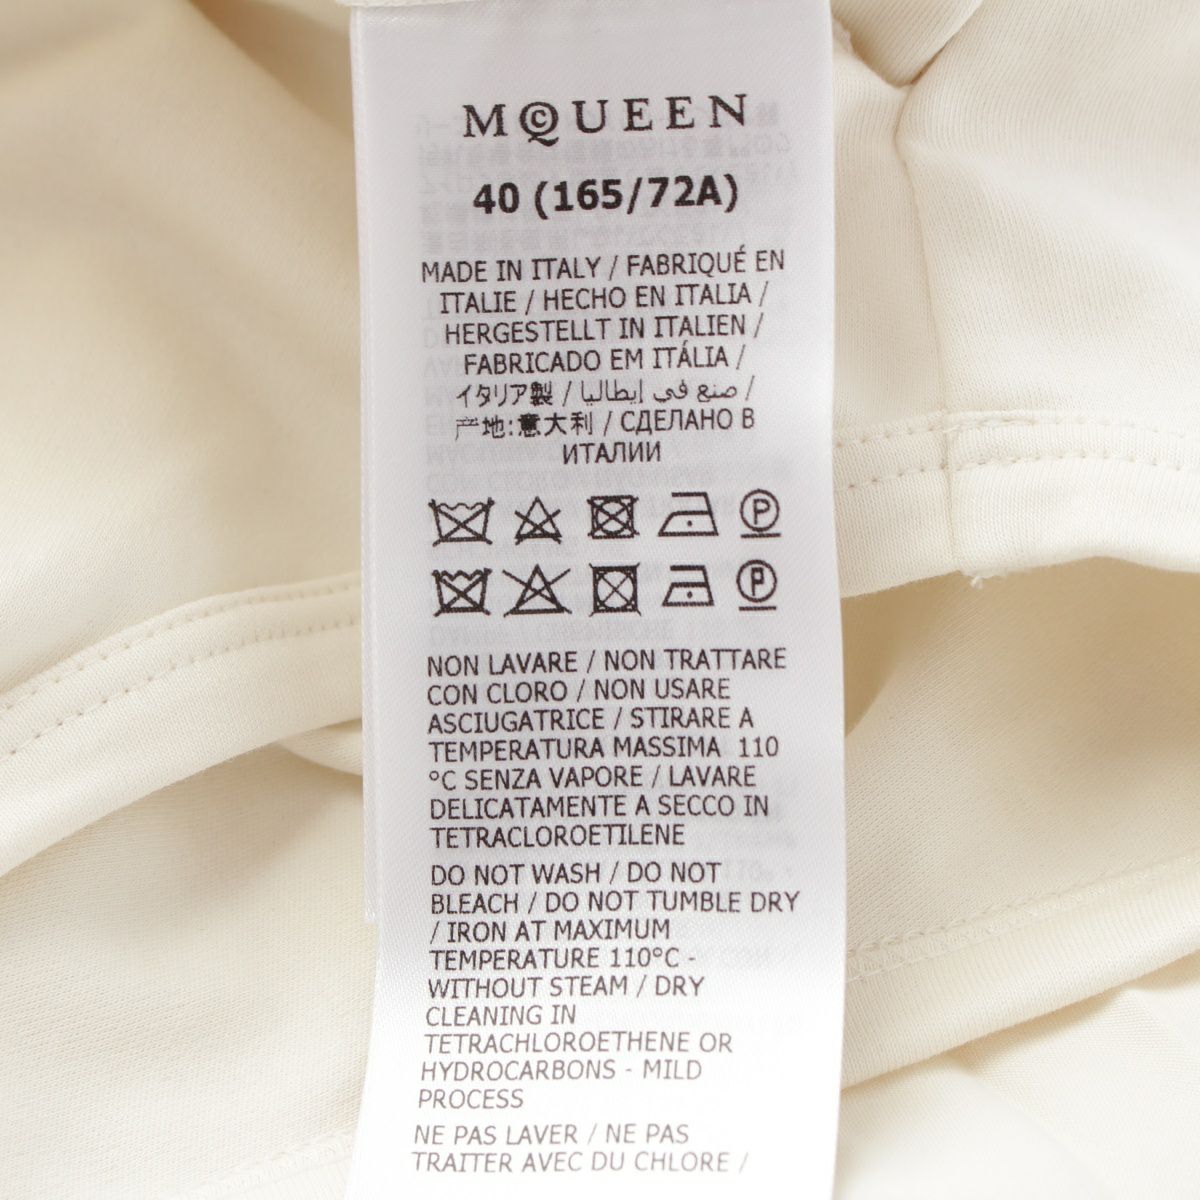 MCQUEEN
40 (165/72A)
MADE IN ITALY / FABRIQUÉ EN
ITALIE / HECHO EN ITALIA /
HERGESTELLT IN ITALIEN /
FABRICADO EM ITÁLIA /
イタリア製 / صنع في إيطاليا /
产地:意大利 / СДЕЛАНО В
ИТАЛИИ
P
P
NON LAVARE / NON TRATTARE
CON CLORO / NON USARE
ASCIUGATRICE / STIRARE A
TEMPERATURA MASSIMA 110
°C SENZA VAPORE / LAVARE
DELICATAMENTE A SECCO IN
TETRACLOROETILENE
DO NOT WASH / DO NOT
BLEACH / DO NOT TUMBLE DRY
/ IRON AT MAXIMUM
TEMPERATURE 110°C -
WITHOUT STEAM / DRY
CLEANING IN
TETRACHLOROETHENE OR
HYDROCARBONS - MILD
PROCESS
NE PAS LAVER / NE PAS
TRAITER AVEC DU CHLORE /